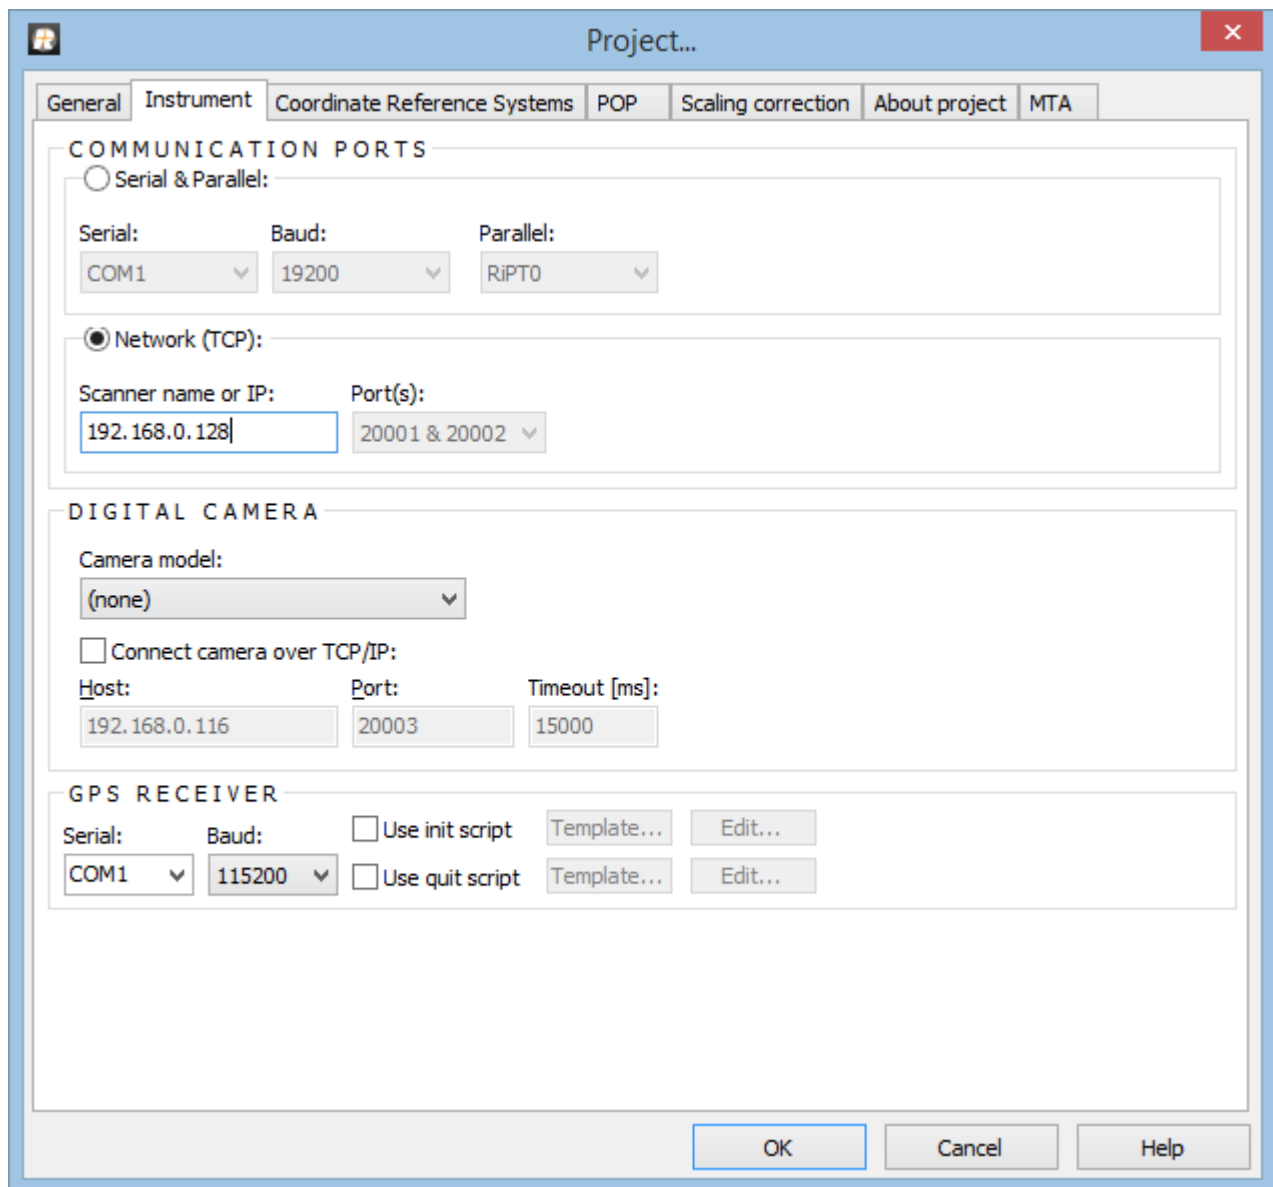 Project...
General Instrument Coordinate Reference Systems POP Scaling correction About project MTA
COMMUNICATION PORTS
Serial & Parallel:
Serial: Baud: Parallel:
COM1 19200 RiPT0
Network (TCP):
Scanner name or IP: Port(s):
192.168.0.128 20001 & 20002
DIGITAL CAMERA
Camera model:
(none)
Connect camera over TCP/IP:
Host: Port: Timeout [ms]:
192.168.0.116 20003 15000
GPS RECEIVER
Serial: Baud: Use init script Template... Edit...
COM1 115200 Use quit script Template... Edit...
OK Cancel Help